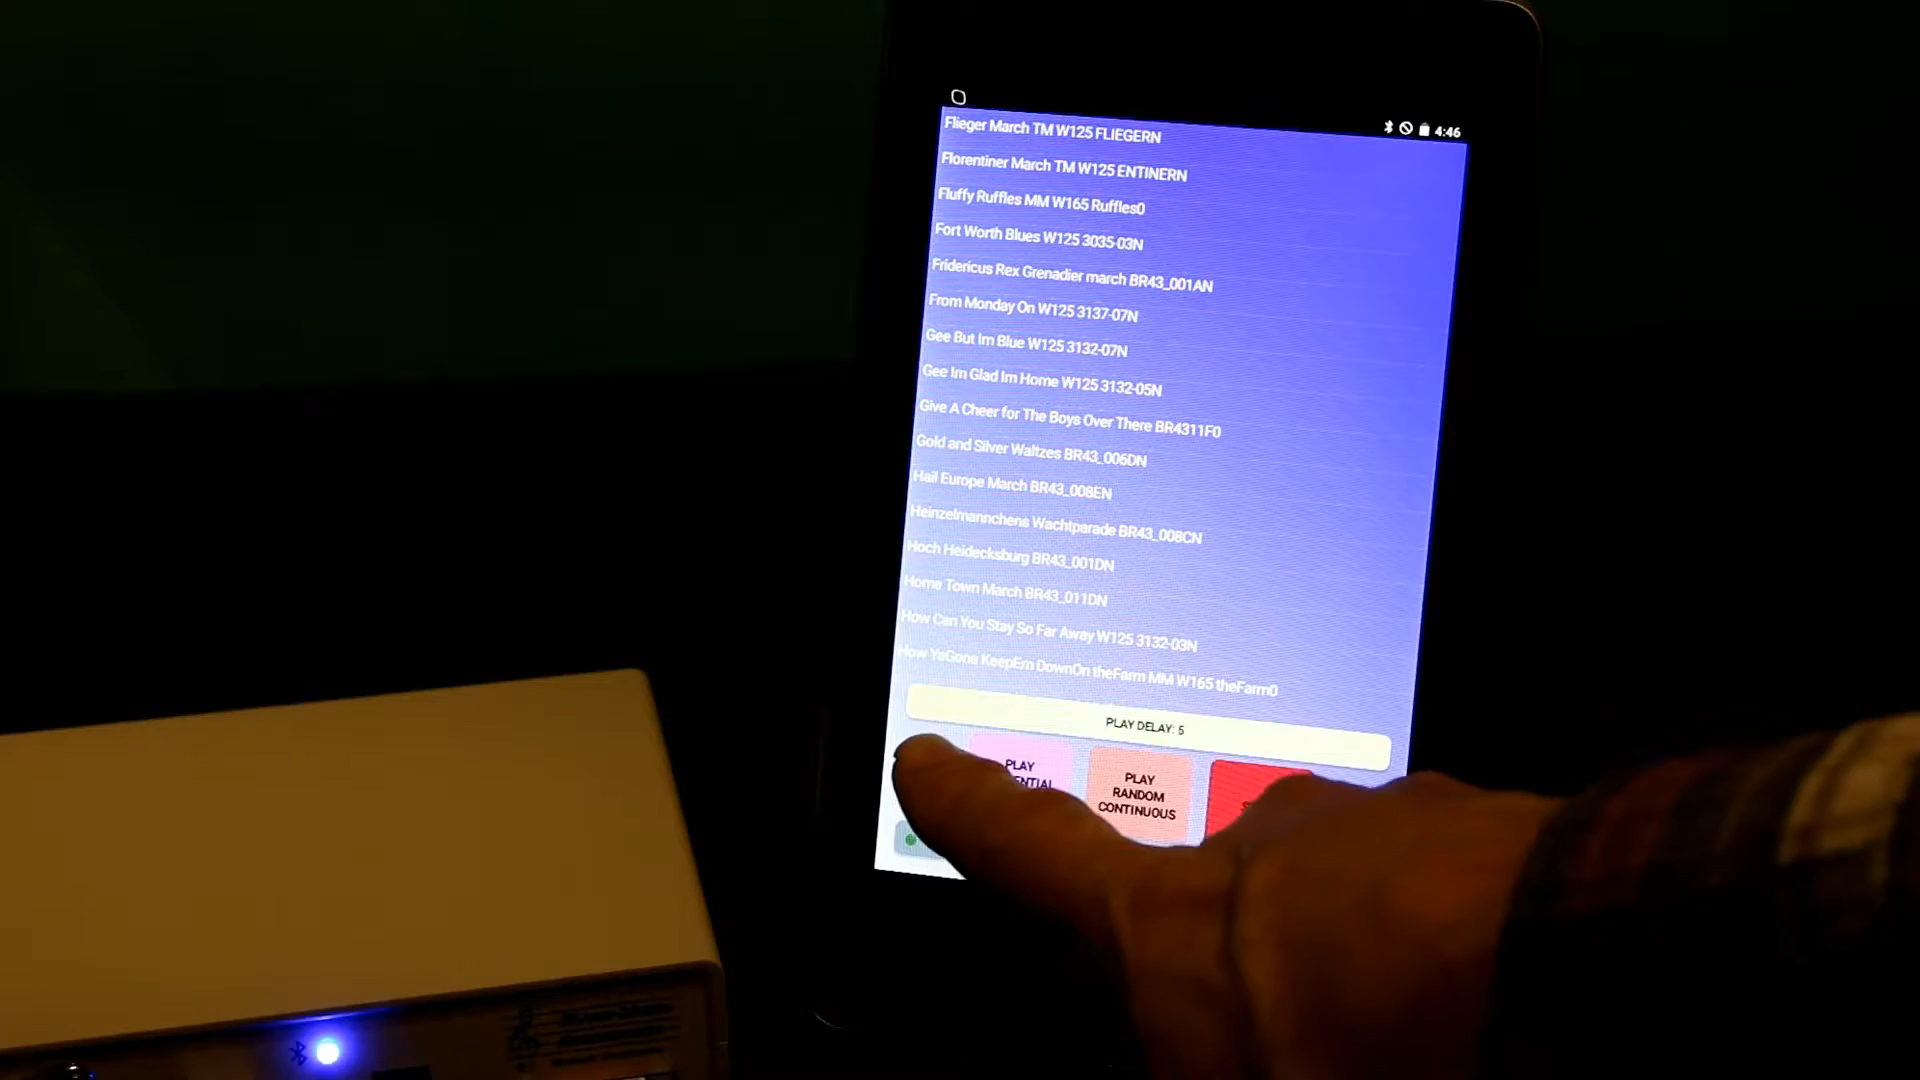 4:46
Flieger March TM W125 FLIEGERN
Florentiner March TM W125 ENTINERN
Fluffy Ruffles MM W165 Ruffles0
Fort Worth Blues W125 3035-03N
Fridericus Rex Grenadier march BR43_001AN
From Monday On W125 3137-07N
Gee But Im Blue W125 3132-07N
Gee Im Glad Im Home W125 3132-05N
Give A Cheer for The Boys Over There BR4311F0
Gold and Silver Waltzes BR43_006DN
Hail Europe March BR43_008EN
Heinzelmannchens Wachtparade BR43_008CN
Hoch Heidecksburg BR43_001DN
Home Town March BR43_011DN
How Can You Stay So Far Away W125 3132-03N
How YaGona KeepEm DownOn theFarm MM W165 theFarm0
PLAY DELAY: 5
PLAY
ENTIAL
PLAY
RANDOM
CONTINUOUS